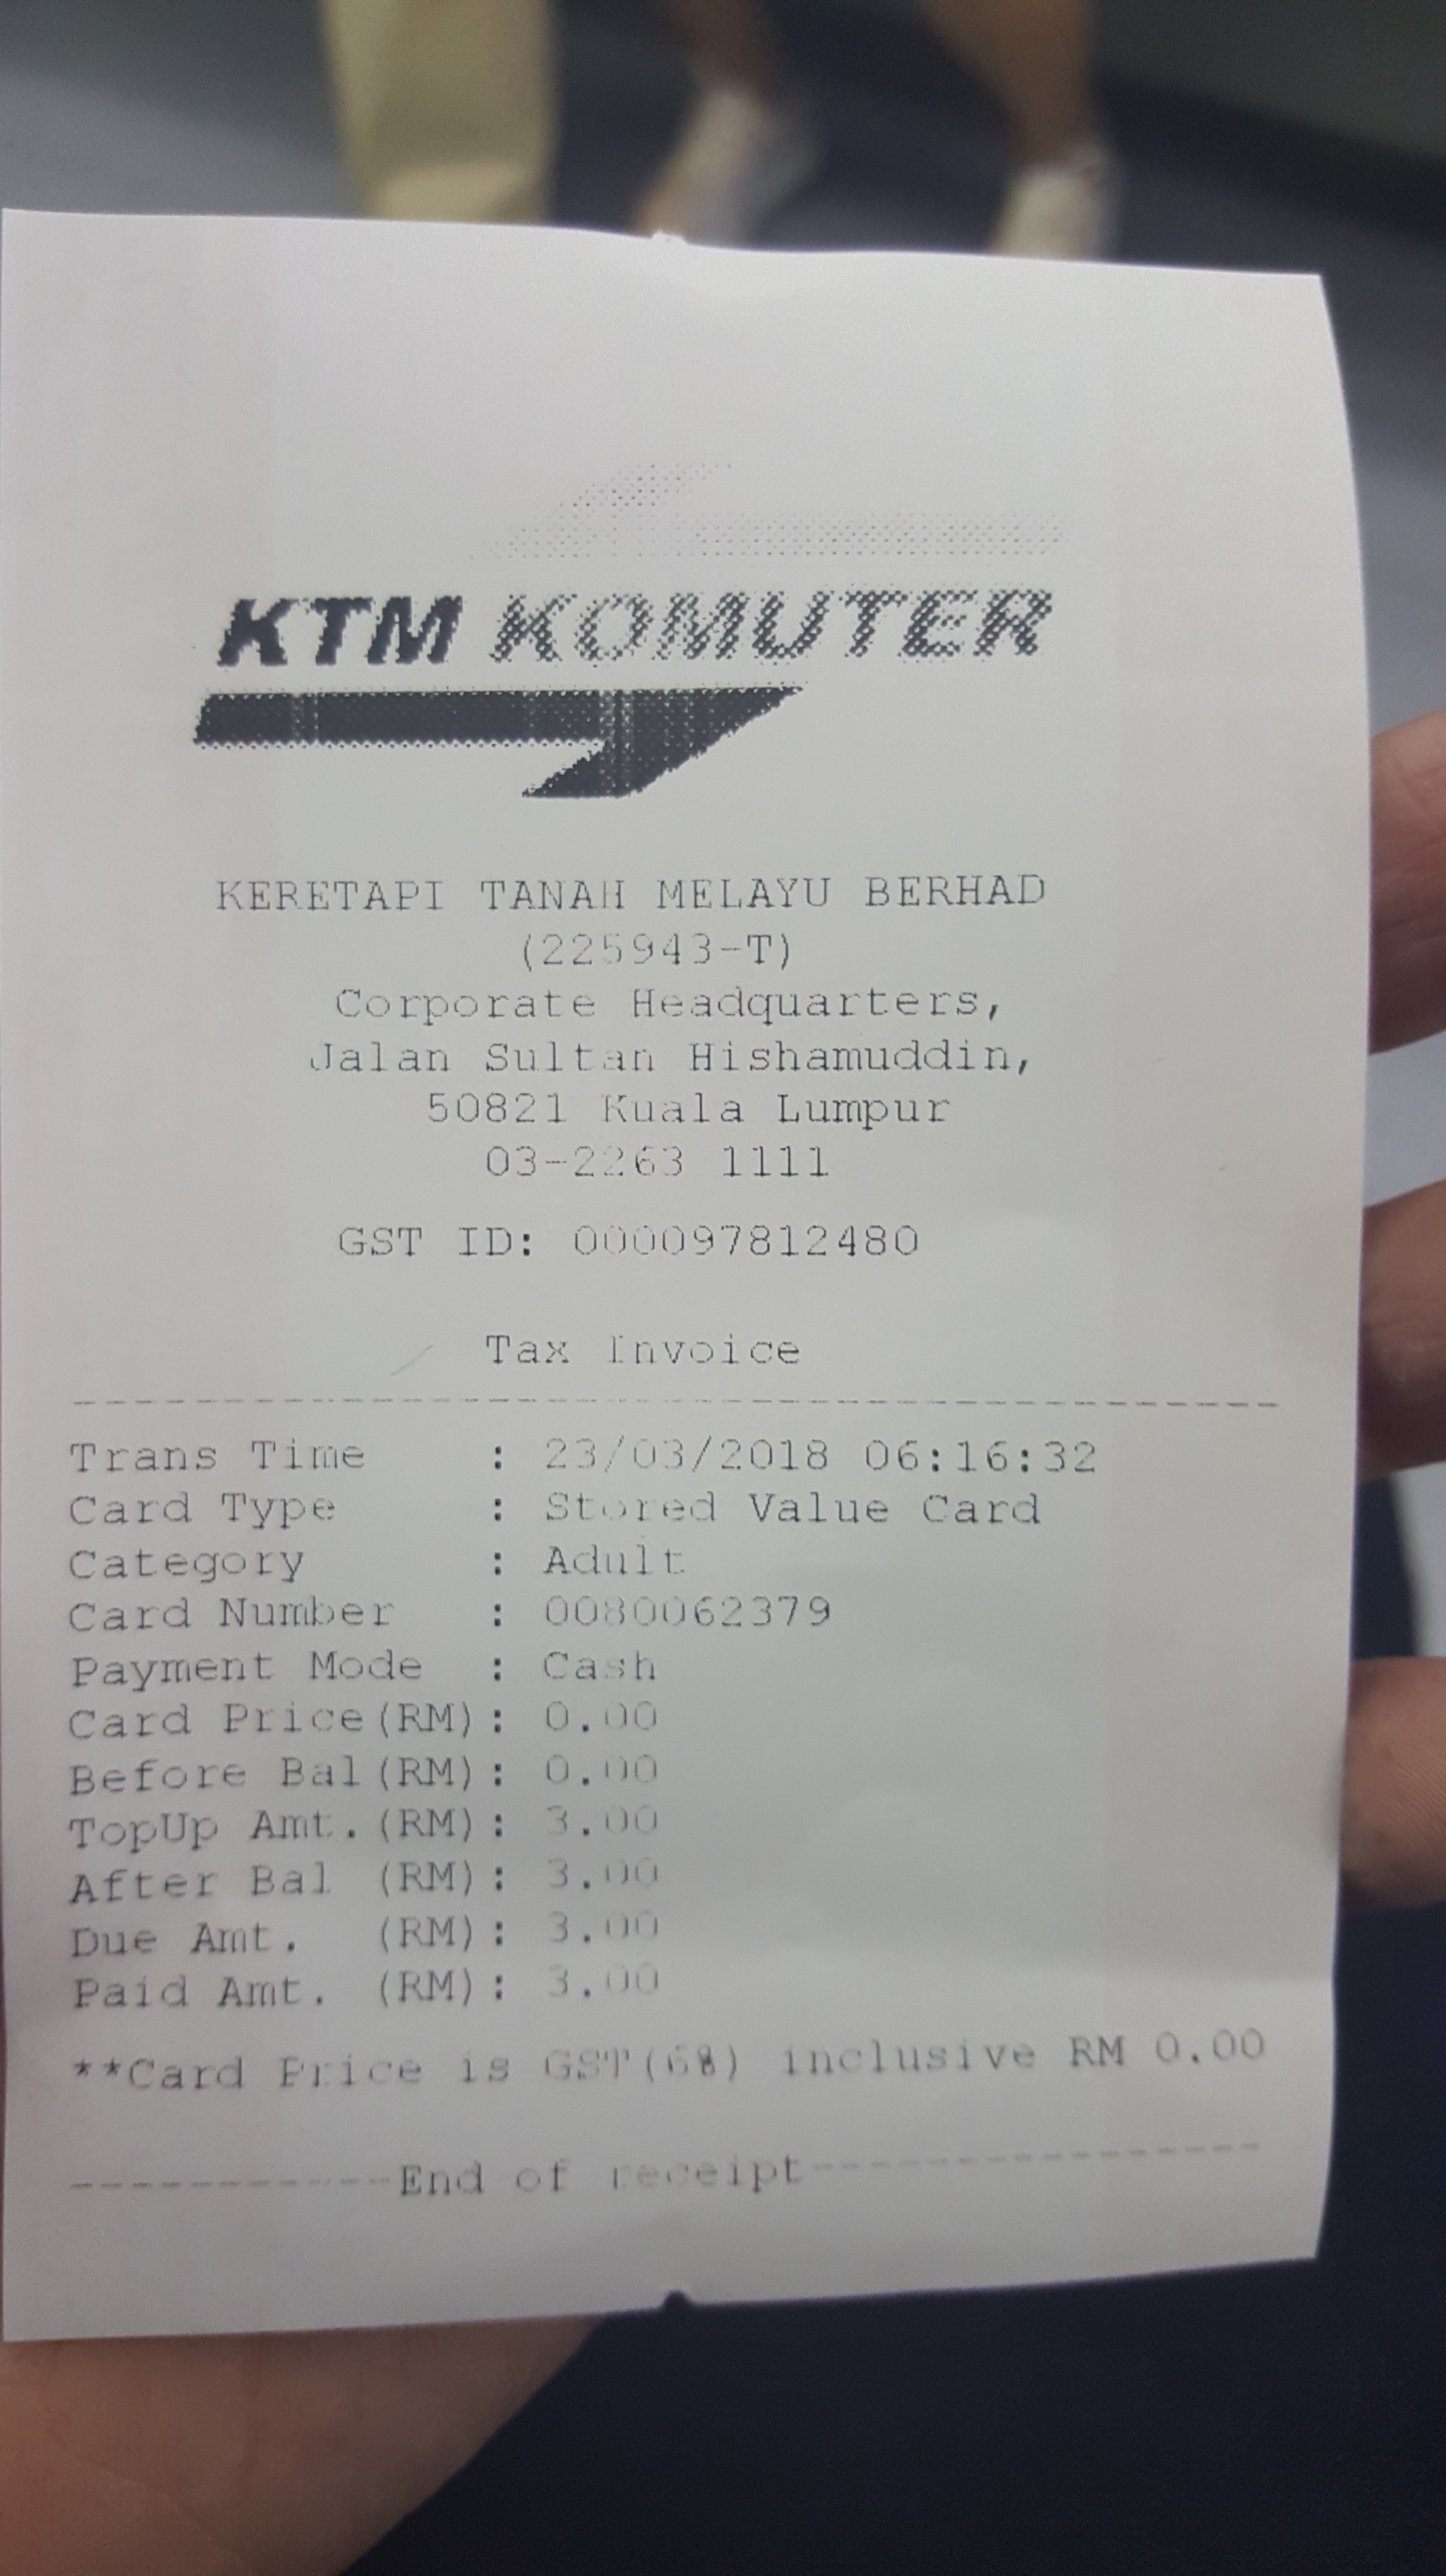 KTM KOMUTER
KERETAPI TANAH MELAYU BERHAD
(225943-T)
Corporate Headquarters,
Jalan Sultan Hishamuddin,
50821 Kuala Lumpur
03-2263 1111
GST ID: 000097812480
Tax Invoice
Trans Time : 23/03/2018 06:16:32
Card Type : Stored Value Card
Category : Adult
Card Number : 0080062379
Payment Mode : Cash
Card Price(RM): 0.00
Before Bal(RM): 0.00
TopUp Amt.(RM): 3.00
After Bal (RM): 3.00
Due Amt. (RM): 3.00
Paid Amt. (RM): 3.00
**Card Price is GST(6%) inclusive RM 0.00
-----------End of receipt----------------